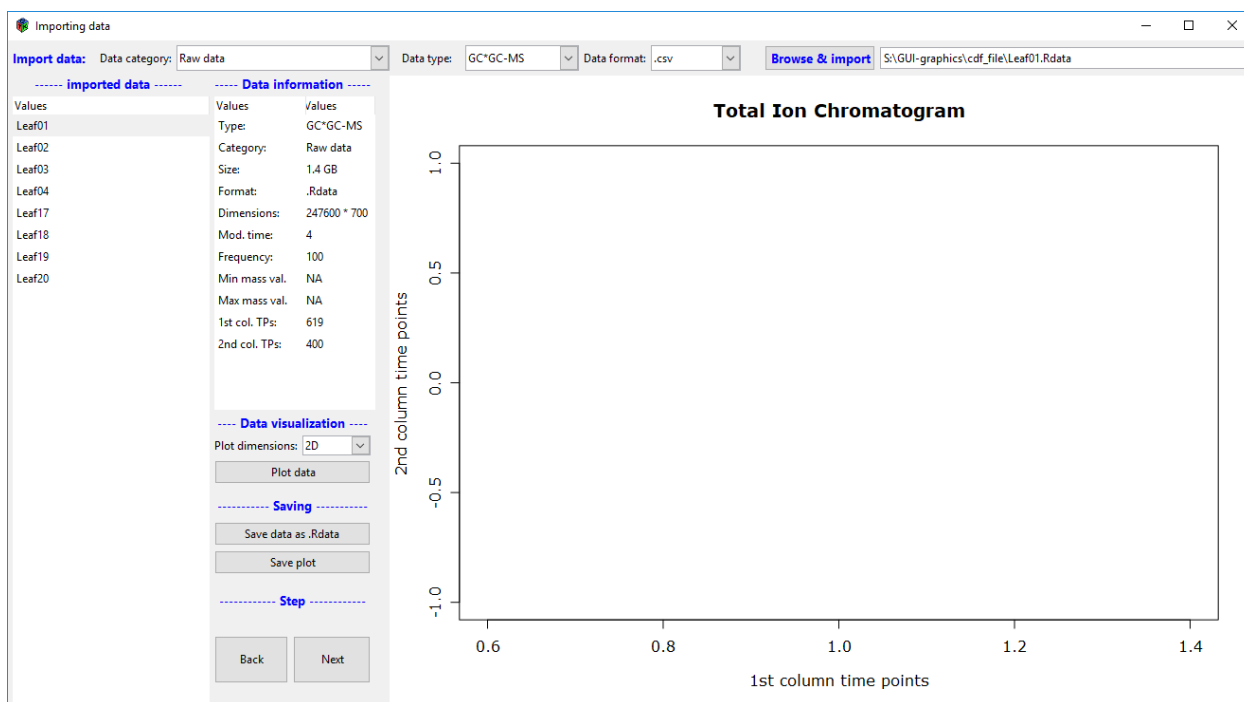 Importing data
Import data: Data category: Raw data Data type: GC*GC-MS Data format: .csv Browse & import S:\GUI-graphics\cdf_file\Leaf01.Rdata
------ imported data ------
Values
Leaf01
Leaf02
Leaf03
Leaf04
Leaf17
Leaf18
Leaf19
Leaf20
----- Data information -----
Values Values
Type: GC*GC-MS
Category: Raw data
Size: 1.4 GB
Format: .Rdata
Dimensions: 247600 * 700
Mod. time: 4
Frequency: 100
Min mass val. NA
Max mass val. NA
1st col. TPs: 619
2nd col. TPs: 400
---- Data visualization ----
Plot dimensions: 2D
Plot data
----------- Saving -----------
Save data as .Rdata
Save plot
------------ Step ------------
Back Next
Total Ion Chromatogram
2nd column time points
1.0
0.5
0.0
-0.5
-1.0
0.6 0.8 1.0 1.2 1.4
1st column time points